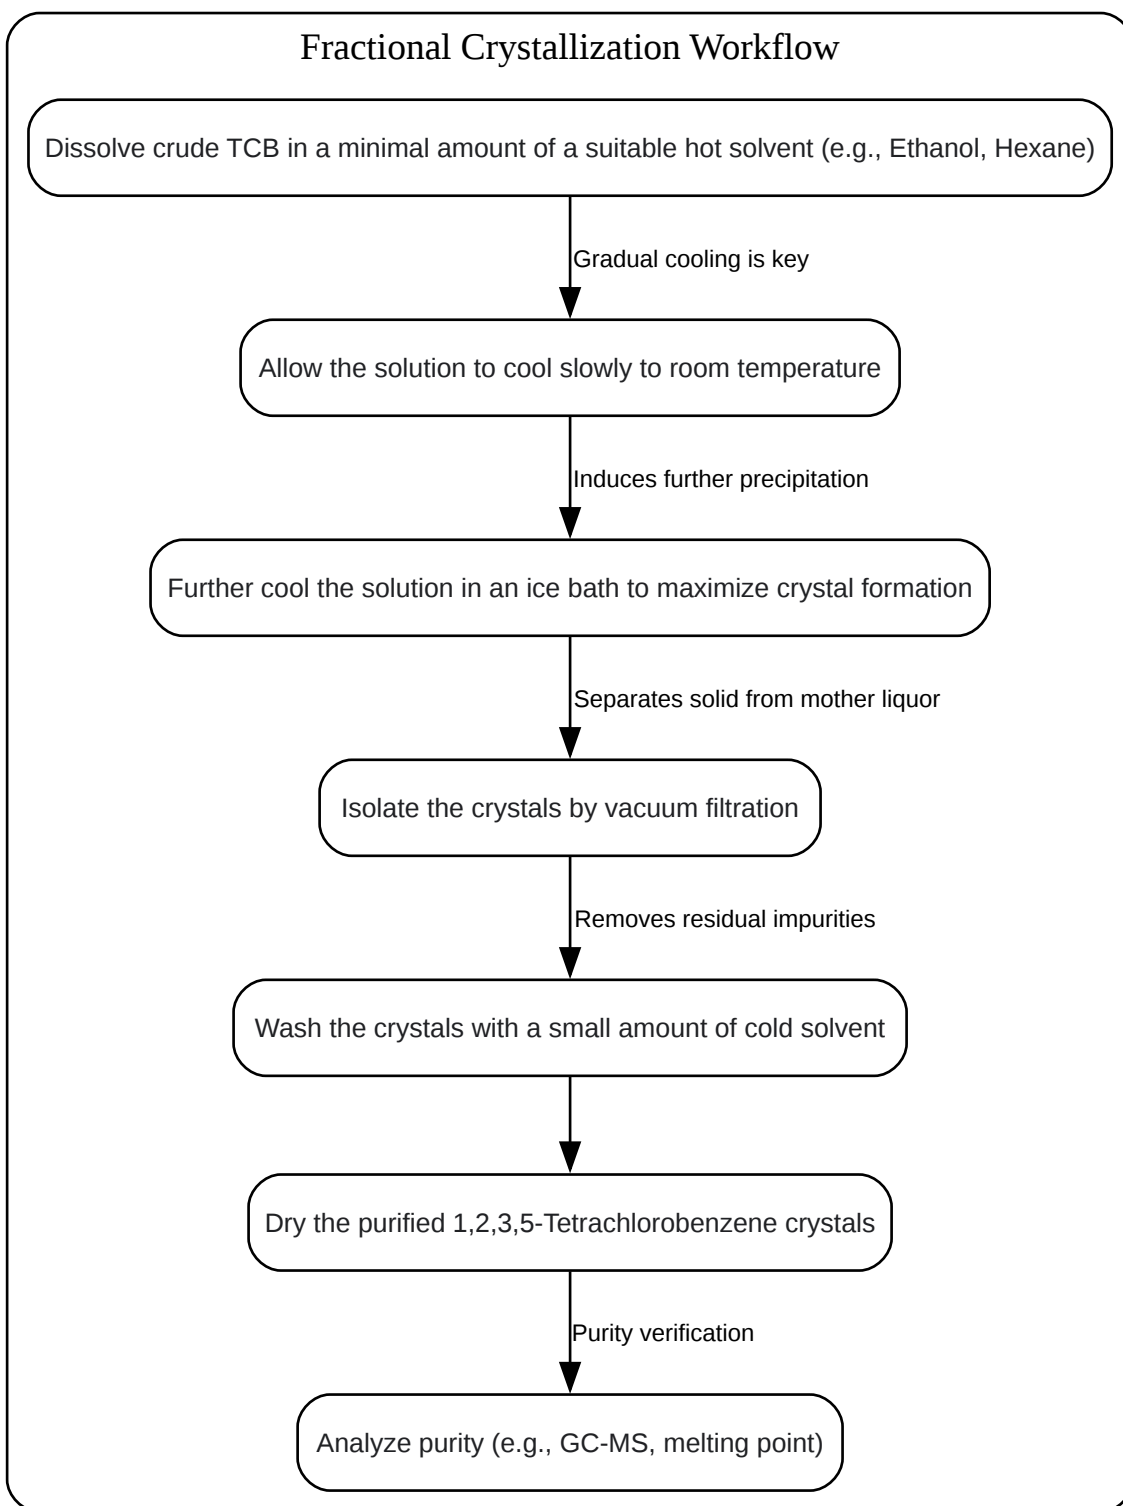 Fractional Crystallization Workflow
Dissolve crude TCB in a minimal amount of a suitable hot solvent (e.g., Ethanol, Hexane)
Gradual cooling is key
Allow the solution to cool slowly to room temperature
Induces further precipitation
Further cool the solution in an ice bath to maximize crystal formation
Separates solid from mother liquor
Isolate the crystals by vacuum filtration
Removes residual impurities
Wash the crystals with a small amount of cold solvent
Dry the purified 1,2,3,5-Tetrachlorobenzene crystals
Purity verification
Analyze purity (e.g., GC-MS, melting point)